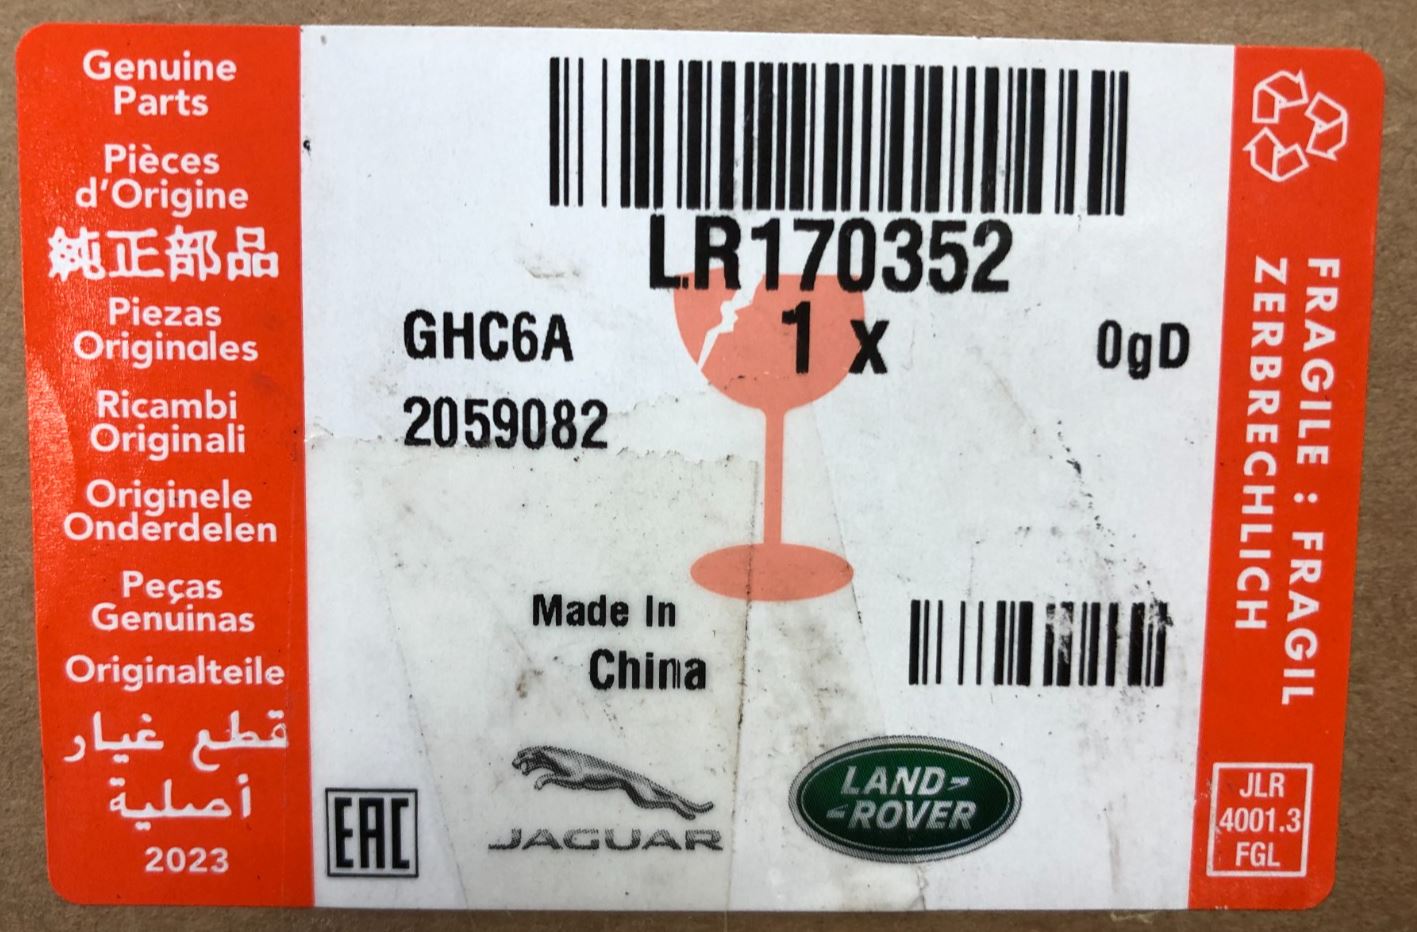 Genuine
Parts
Pièces
d'Origine
純正部品
Piezas
Originales
Ricambi
Originali
Originele
Onderdelen
Peças
Genuinas
Originalteile
قطع غيار
أصلية
2023
LR170352
GHC6A
1 x
0gD
2059082
Made In
China
EAC
JAGUAR
LAND
ROVER
FRAGILE : FRAGIL
ZERBRECHLICH
JLR
4001.3
FGL